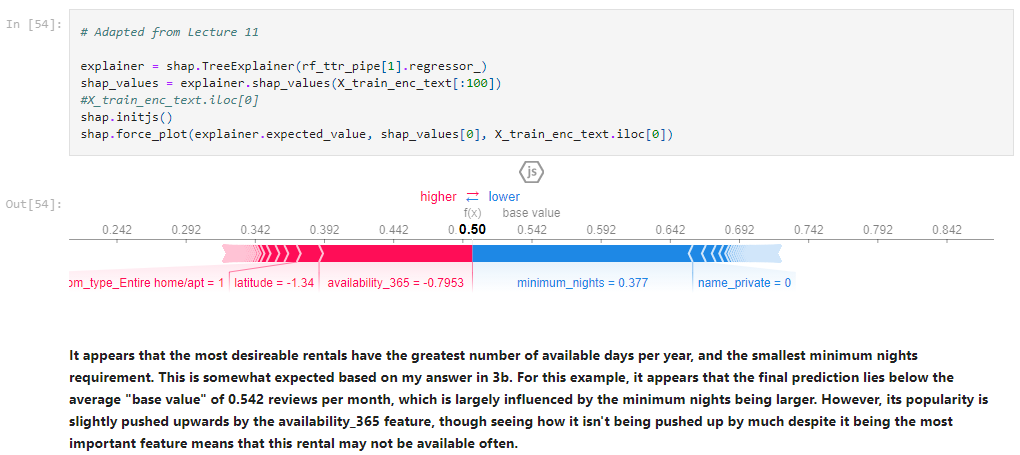 In [54]:
# Adapted from Lecture 11
explainer = shap.TreeExplainer(rf_ttr_pipe[1].regressor_)
shap_values = explainer.shap_values(X_train_enc_text[:100])
#X_train_enc_text.iloc[0]
shap.initjs()
shap.force_plot(explainer.expected_value, shap_values[0], X_train_enc_text.iloc[0])
js
Out[54]:
higher ⇄ lower
f(x) base value
0.242 0.292 0.342 0.392 0.442 0.50 0.542 0.592 0.642 0.692 0.742 0.792 0.842
om_type_Entire home/apt = 1 latitude = -1.34 availability_365 = -0.7953 minimum_nights = 0.377 name_private = 0
It appears that the most desireable rentals have the greatest number of available days per year, and the smallest minimum nights
requirement. This is somewhat expected based on my answer in 3b. For this example, it appears that the final prediction lies below the
average "base value" of 0.542 reviews per month, which is largely influenced by the minimum nights being larger. However, its popularity is
slightly pushed upwards by the availability_365 feature, though seeing how it isn't being pushed up by much despite it being the most
important feature means that this rental may not be available often.